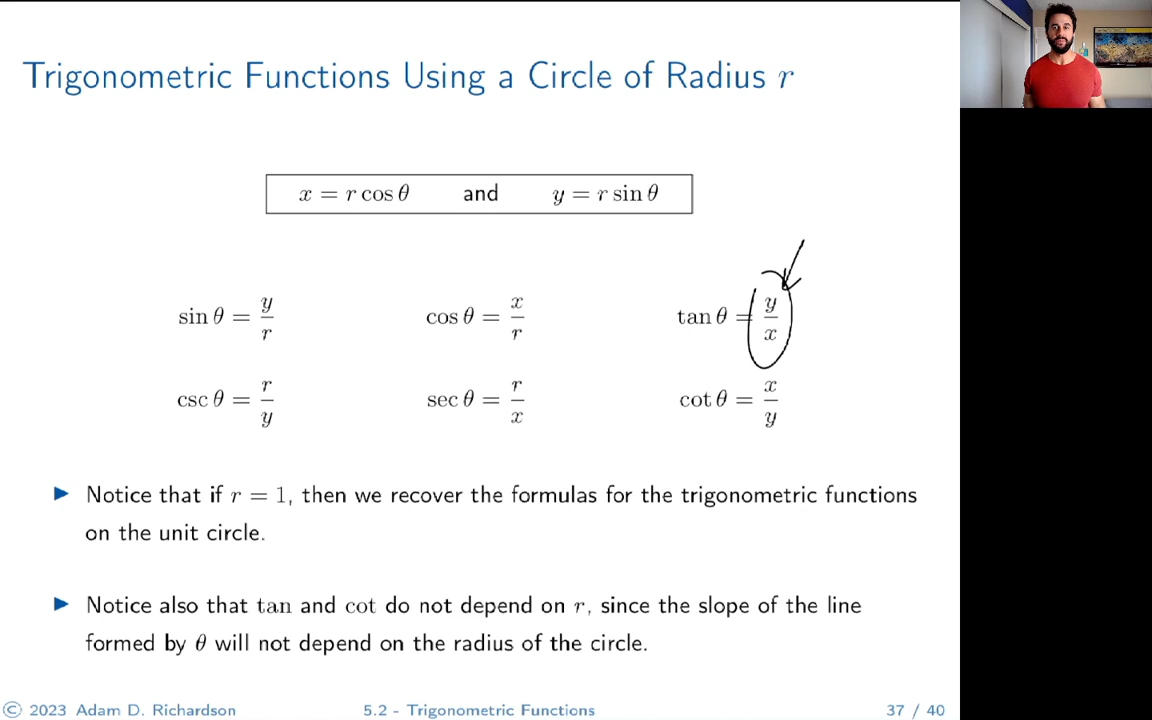 Trigonometric Functions Using a Circle of Radius r
x = r cos θ and y = r sin θ
sin θ = y/r cos θ = x/r tan θ = y/x
csc θ = r/y sec θ = r/x cot θ = x/y
Notice that if r = 1, then we recover the formulas for the trigonometric functions
on the unit circle.
Notice also that tan and cot do not depend on r, since the slope of the line
formed by θ will not depend on the radius of the circle.
© 2023 Adam D. Richardson 5.2 - Trigonometric Functions 37 / 40